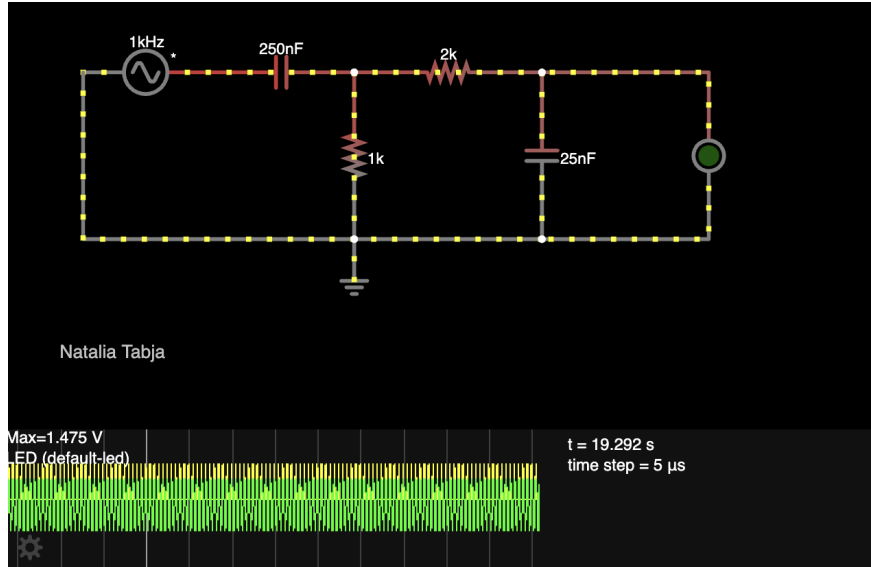 1kHz
*
250nF
2k
1k
25nF
Natalia Tabja
Max=1.475 V
LED (default-led)
t = 19.292 s
time step = 5 μs